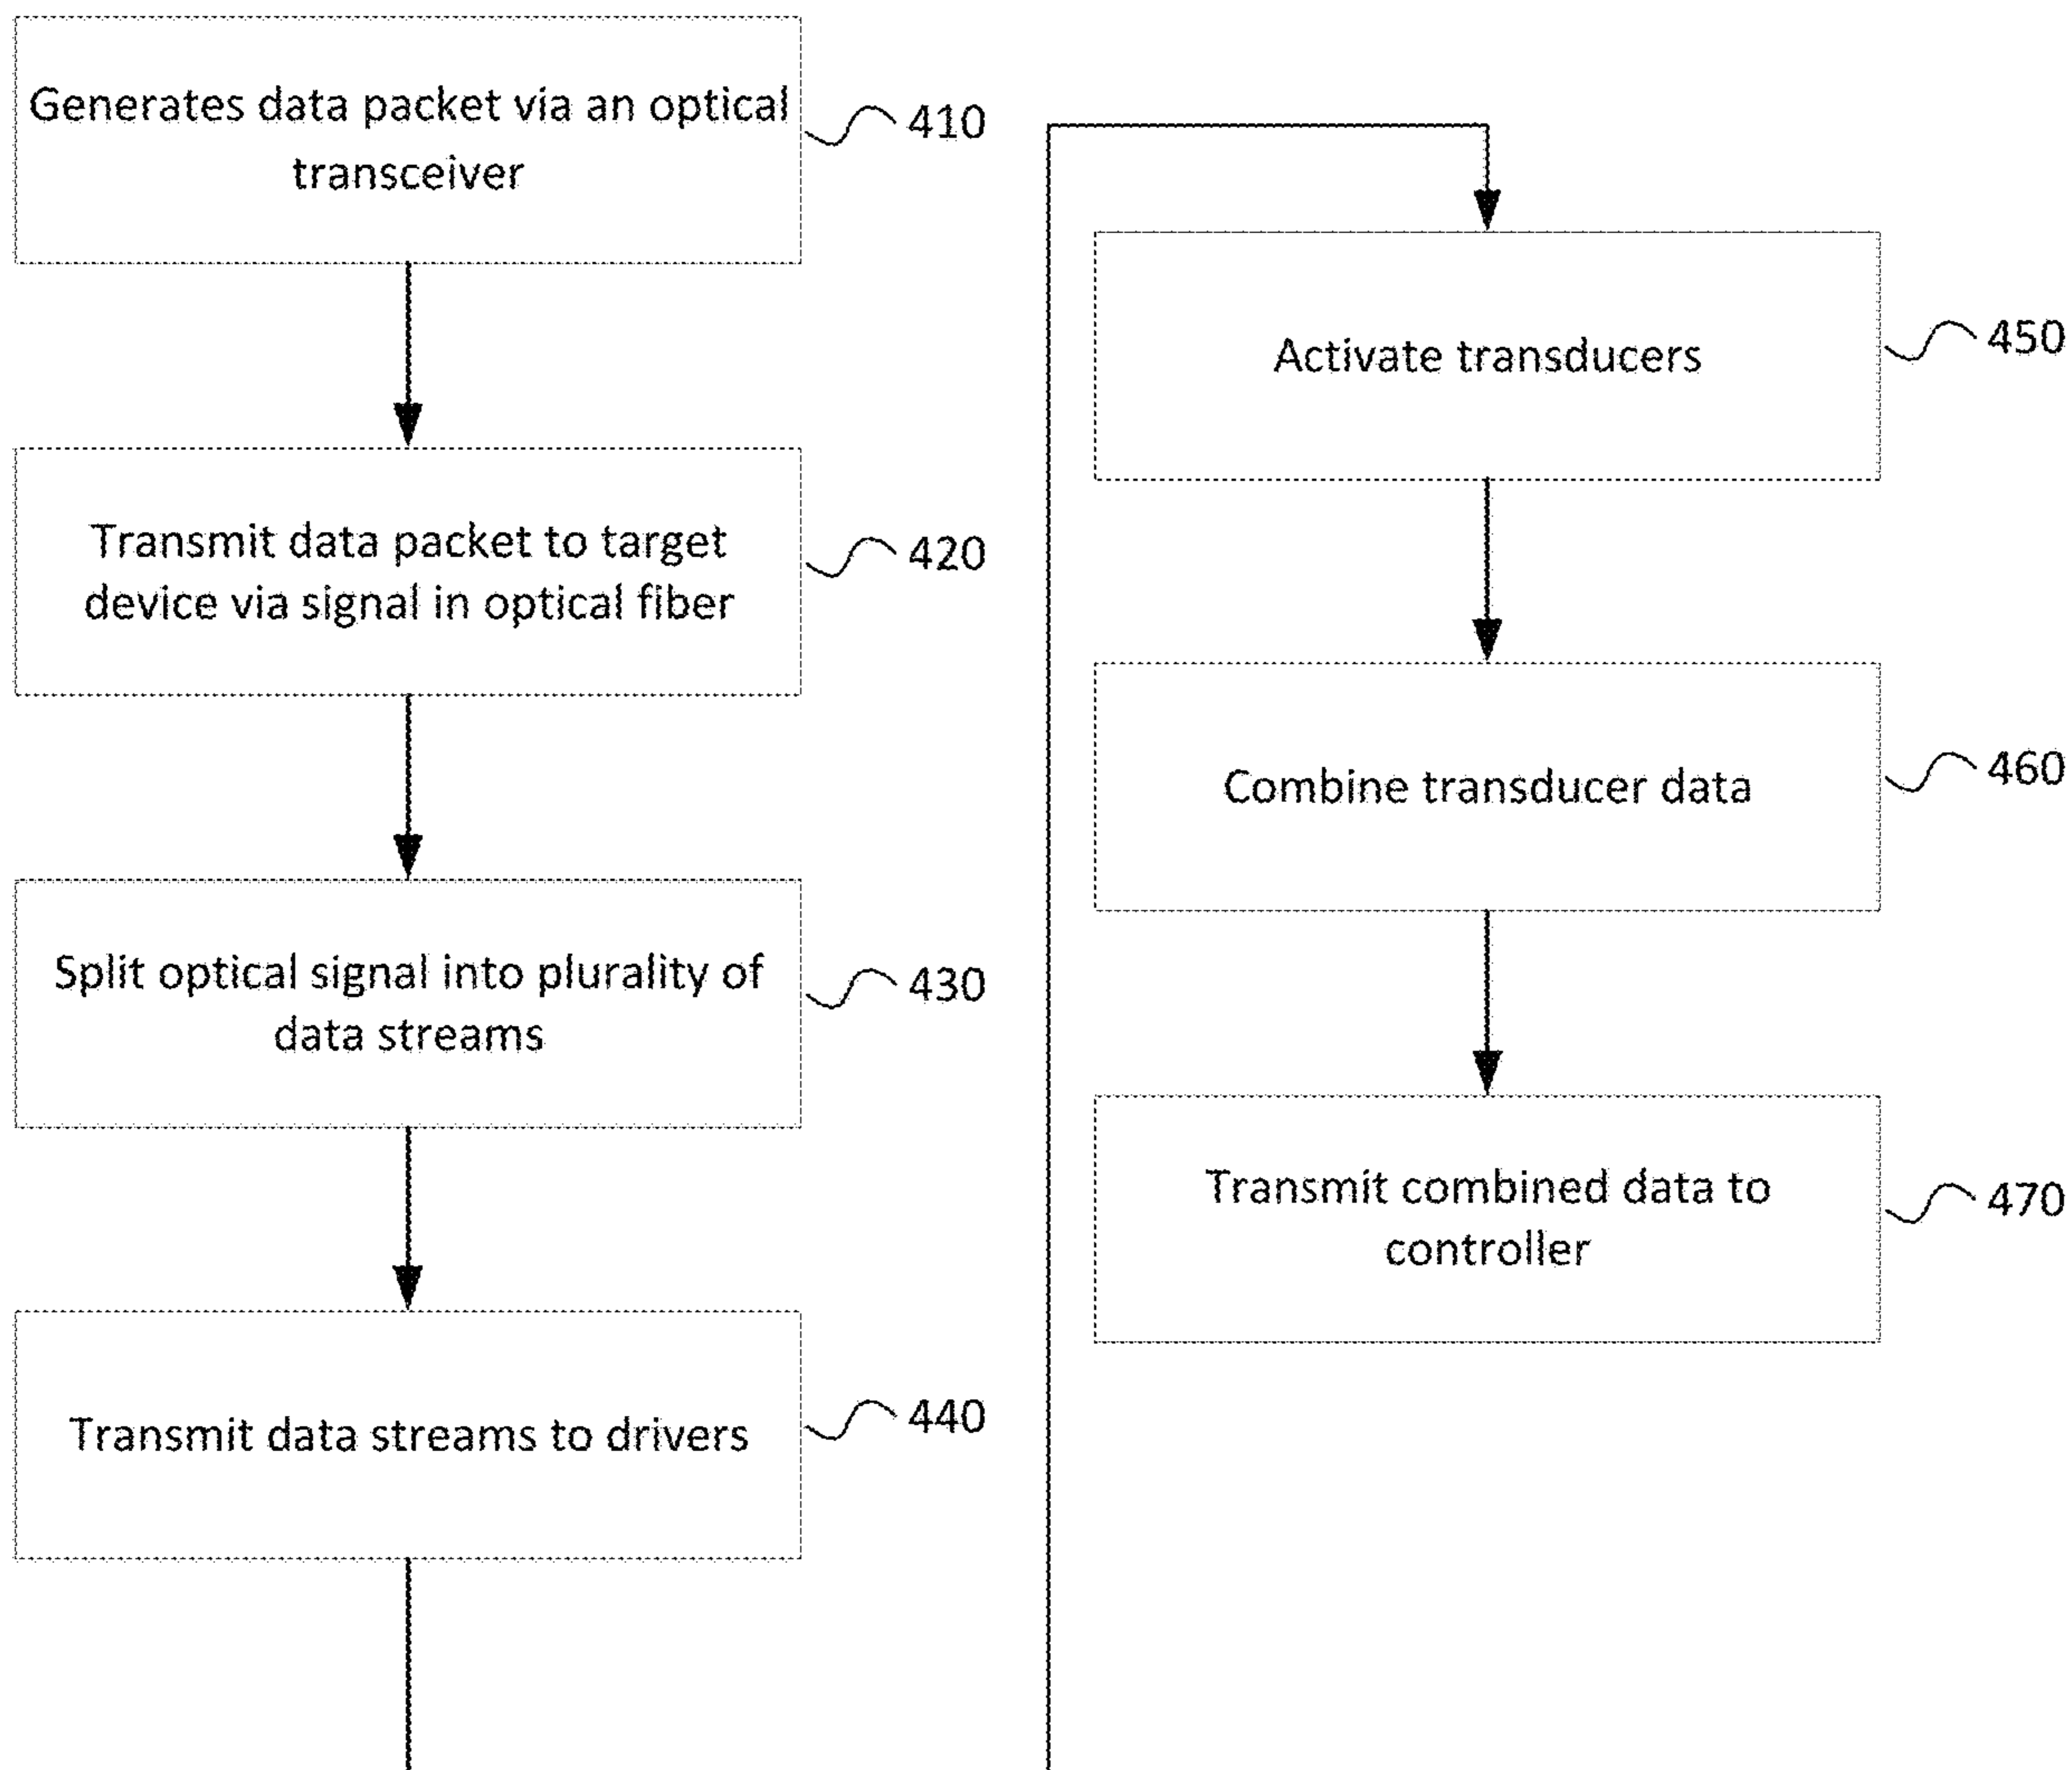 Generates data packet via an optical
transceiver
410
Transmit data packet to target
device via signal in optical fiber
420
Split optical signal into plurality of
data streams
430
Transmit data streams to drivers
440
Activate transducers
450
Combine transducer data
460
Transmit combined data to
controller
470